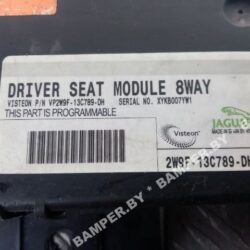 DRIVER SEAT MODULE 8WAY
VISTEON P/N VP2W9F-13C789-DH SERIAL NO. XYKB007YW1
THIS PART IS PROGRAMMABLE
Visteon
JAGUAR
2W9F-13C789-DH
BAMPER.BY * BAMPER.BY